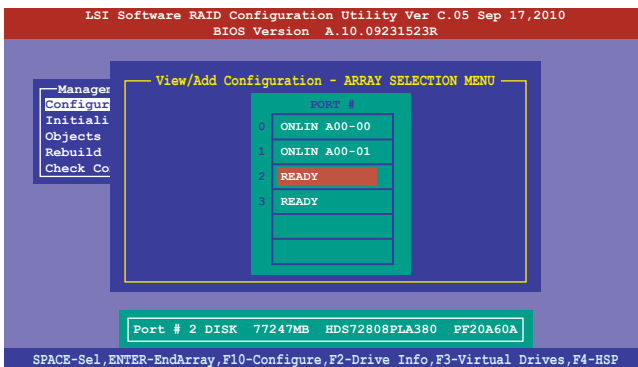 LSI Software RAID Configuration Utility Ver C.05 Sep 17,2010
BIOS Version A.10.09231523R
View/Add Configuration - ARRAY SELECTION MENU
Managem
Configur
Initiali
Objects
Rebuild
Check Co
PORT #
0 ONLIN A00-00
1 ONLIN A00-01
2 READY
3 READY
Port # 2 DISK 77247MB HDS72808PLA380 PF20A60A
SPACE-Sel,ENTER-EndArray,F10-Configure,F2-Drive Info,F3-Virtual Drives,F4-HSP